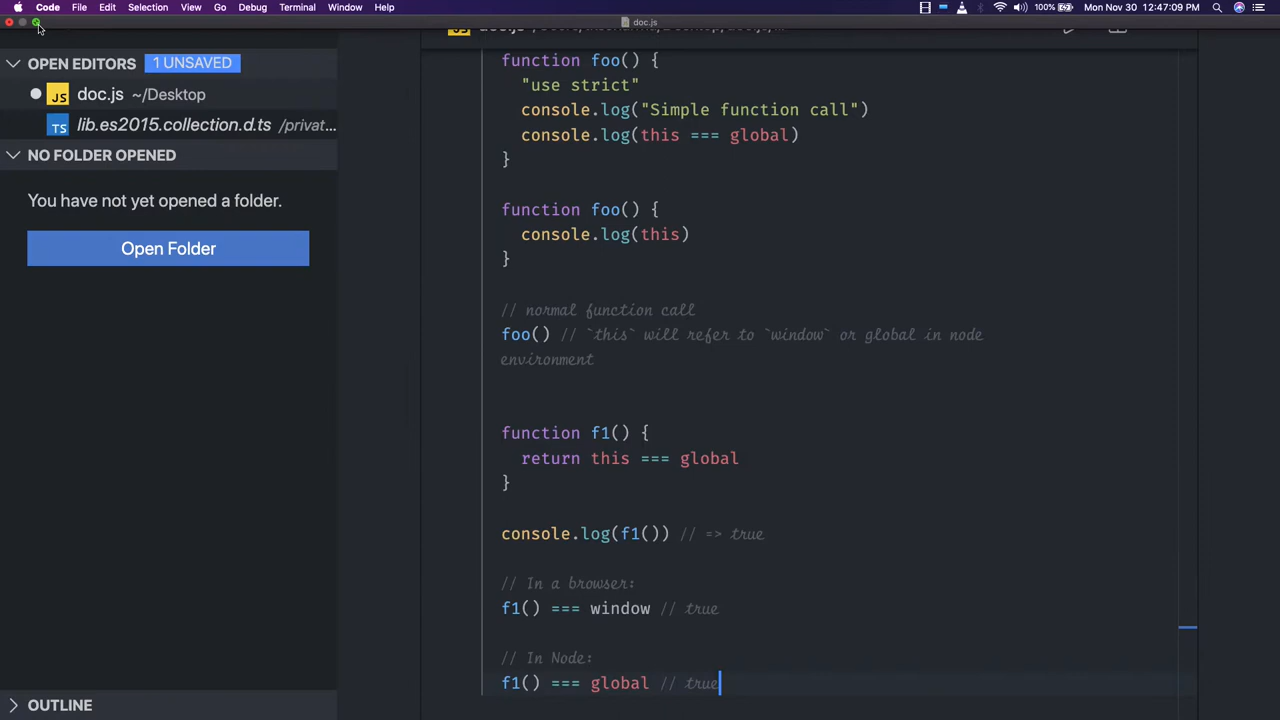 Code File Edit Selection View Go Debug Terminal Window Help 100% Mon Nov 30 12:47:09 PM
doc.js
OPEN EDITORS 1 UNSAVED
JS doc.js ~/Desktop
TS lib.es2015.collection.d.ts /privat...
NO FOLDER OPENED
You have not yet opened a folder.
Open Folder
OUTLINE
function foo() {
"use strict"
console.log("Simple function call")
console.log(this === global)
}
function foo() {
console.log(this)
}
// normal function call
foo() // `this` will refer to `window` or global in node
environment
function f1() {
return this === global
}
console.log(f1()) // => true
// In a browser:
f1() === window // true
// In Node:
f1() === global // true